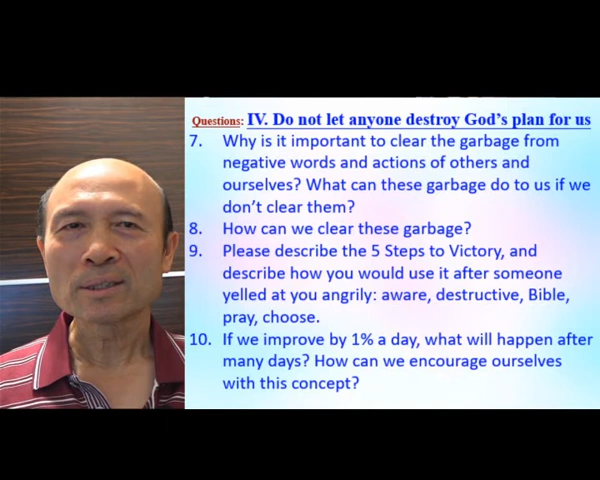 Questions: IV. Do not let anyone destroy God's plan for us
7. Why is it important to clear the garbage from
negative words and actions of others and
ourselves? What can these garbage do to us if we
don't clear them?
8. How can we clear these garbage?
9. Please describe the 5 Steps to Victory, and
describe how you would use it after someone
yelled at you angrily: aware, destructive, Bible,
pray, choose.
10. If we improve by 1% a day, what will happen after
many days? How can we encourage ourselves
with this concept?